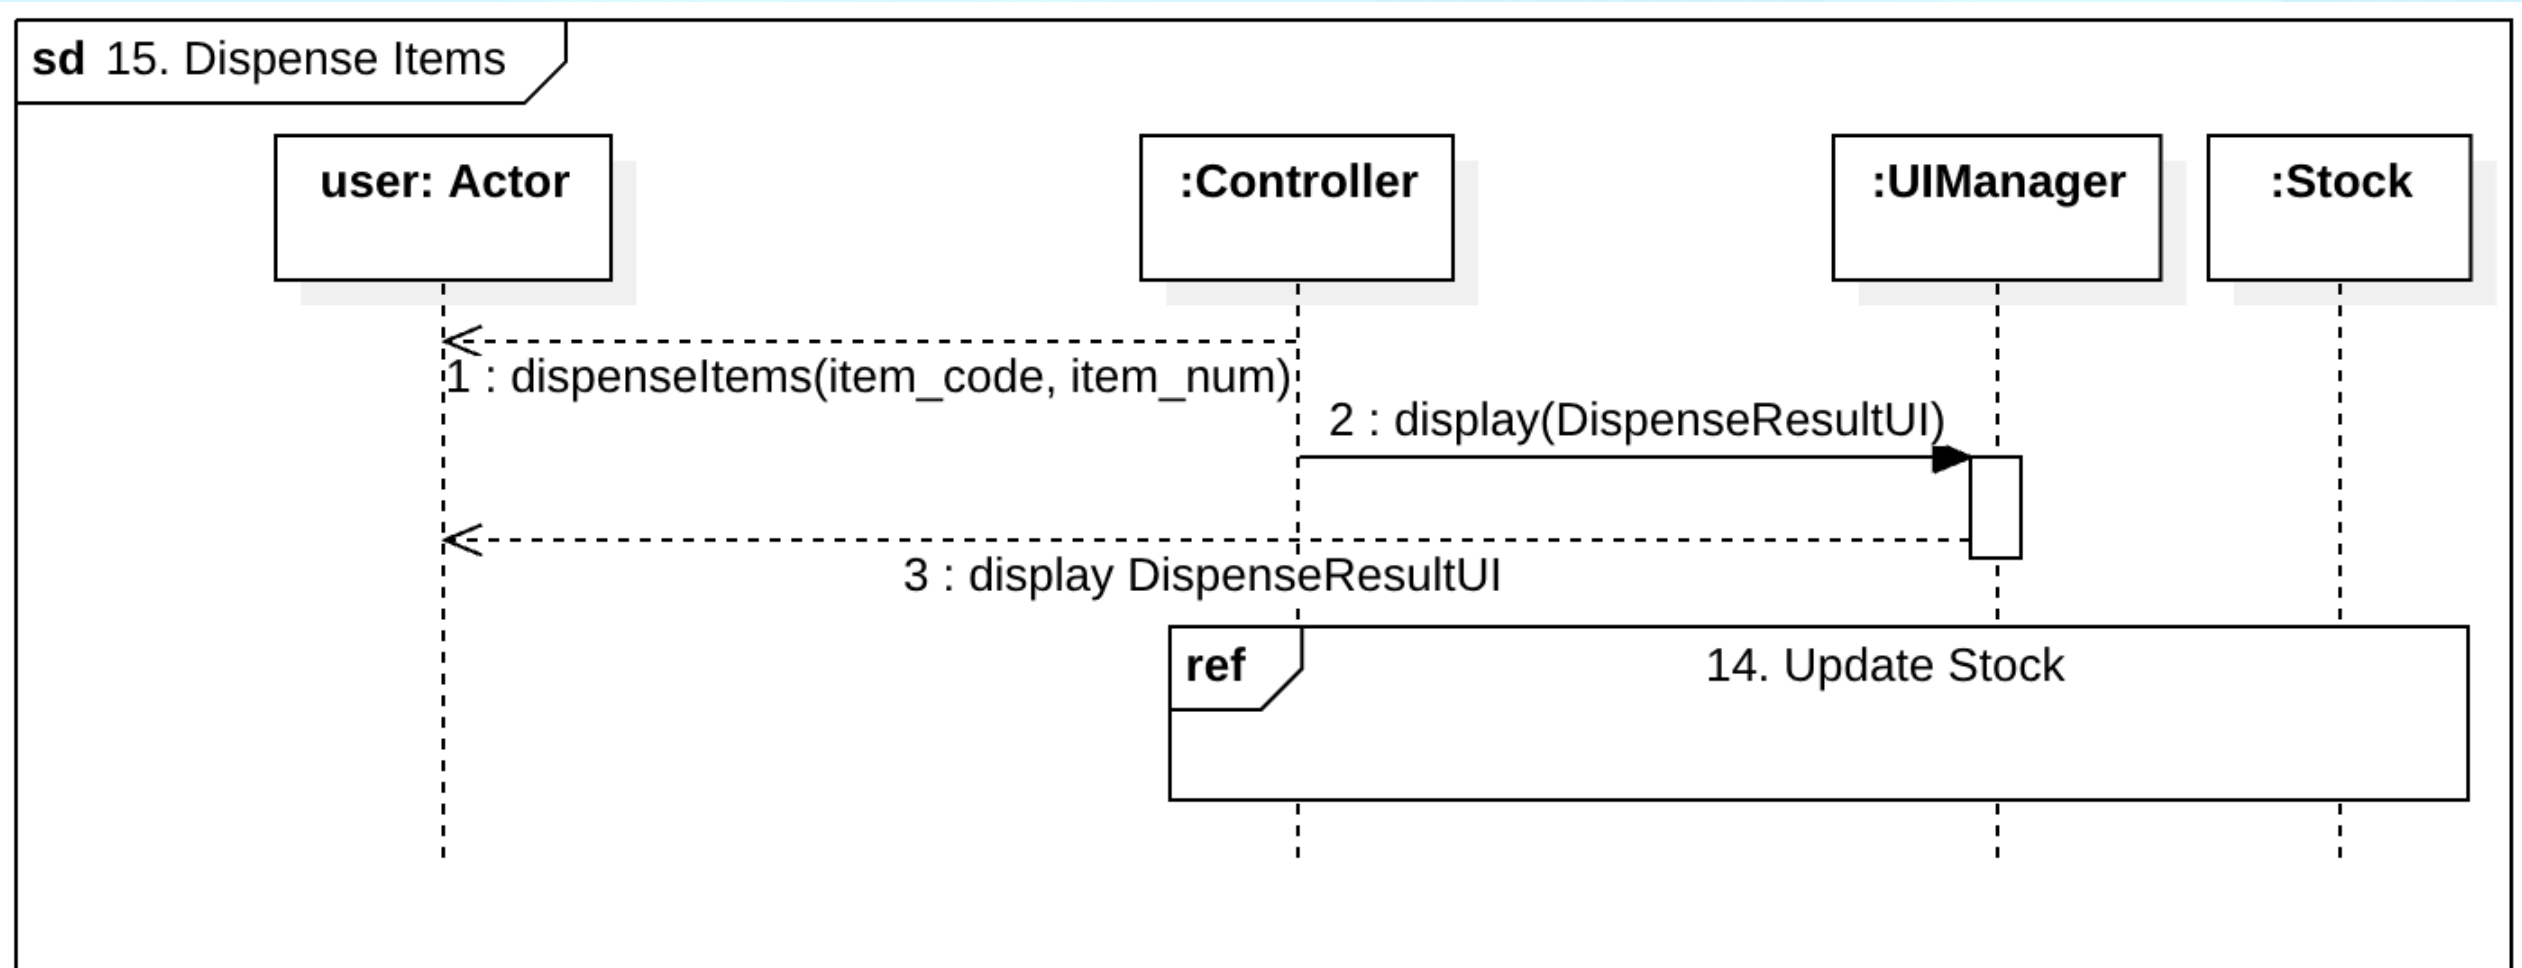 sd 15. Dispense Items
user: Actor
:Controller
:UIManager
:Stock
1 : dispenseItems(item_code, item_num)
2 : display(DispenseResultUI)
3 : display DispenseResultUI
ref
14. Update Stock